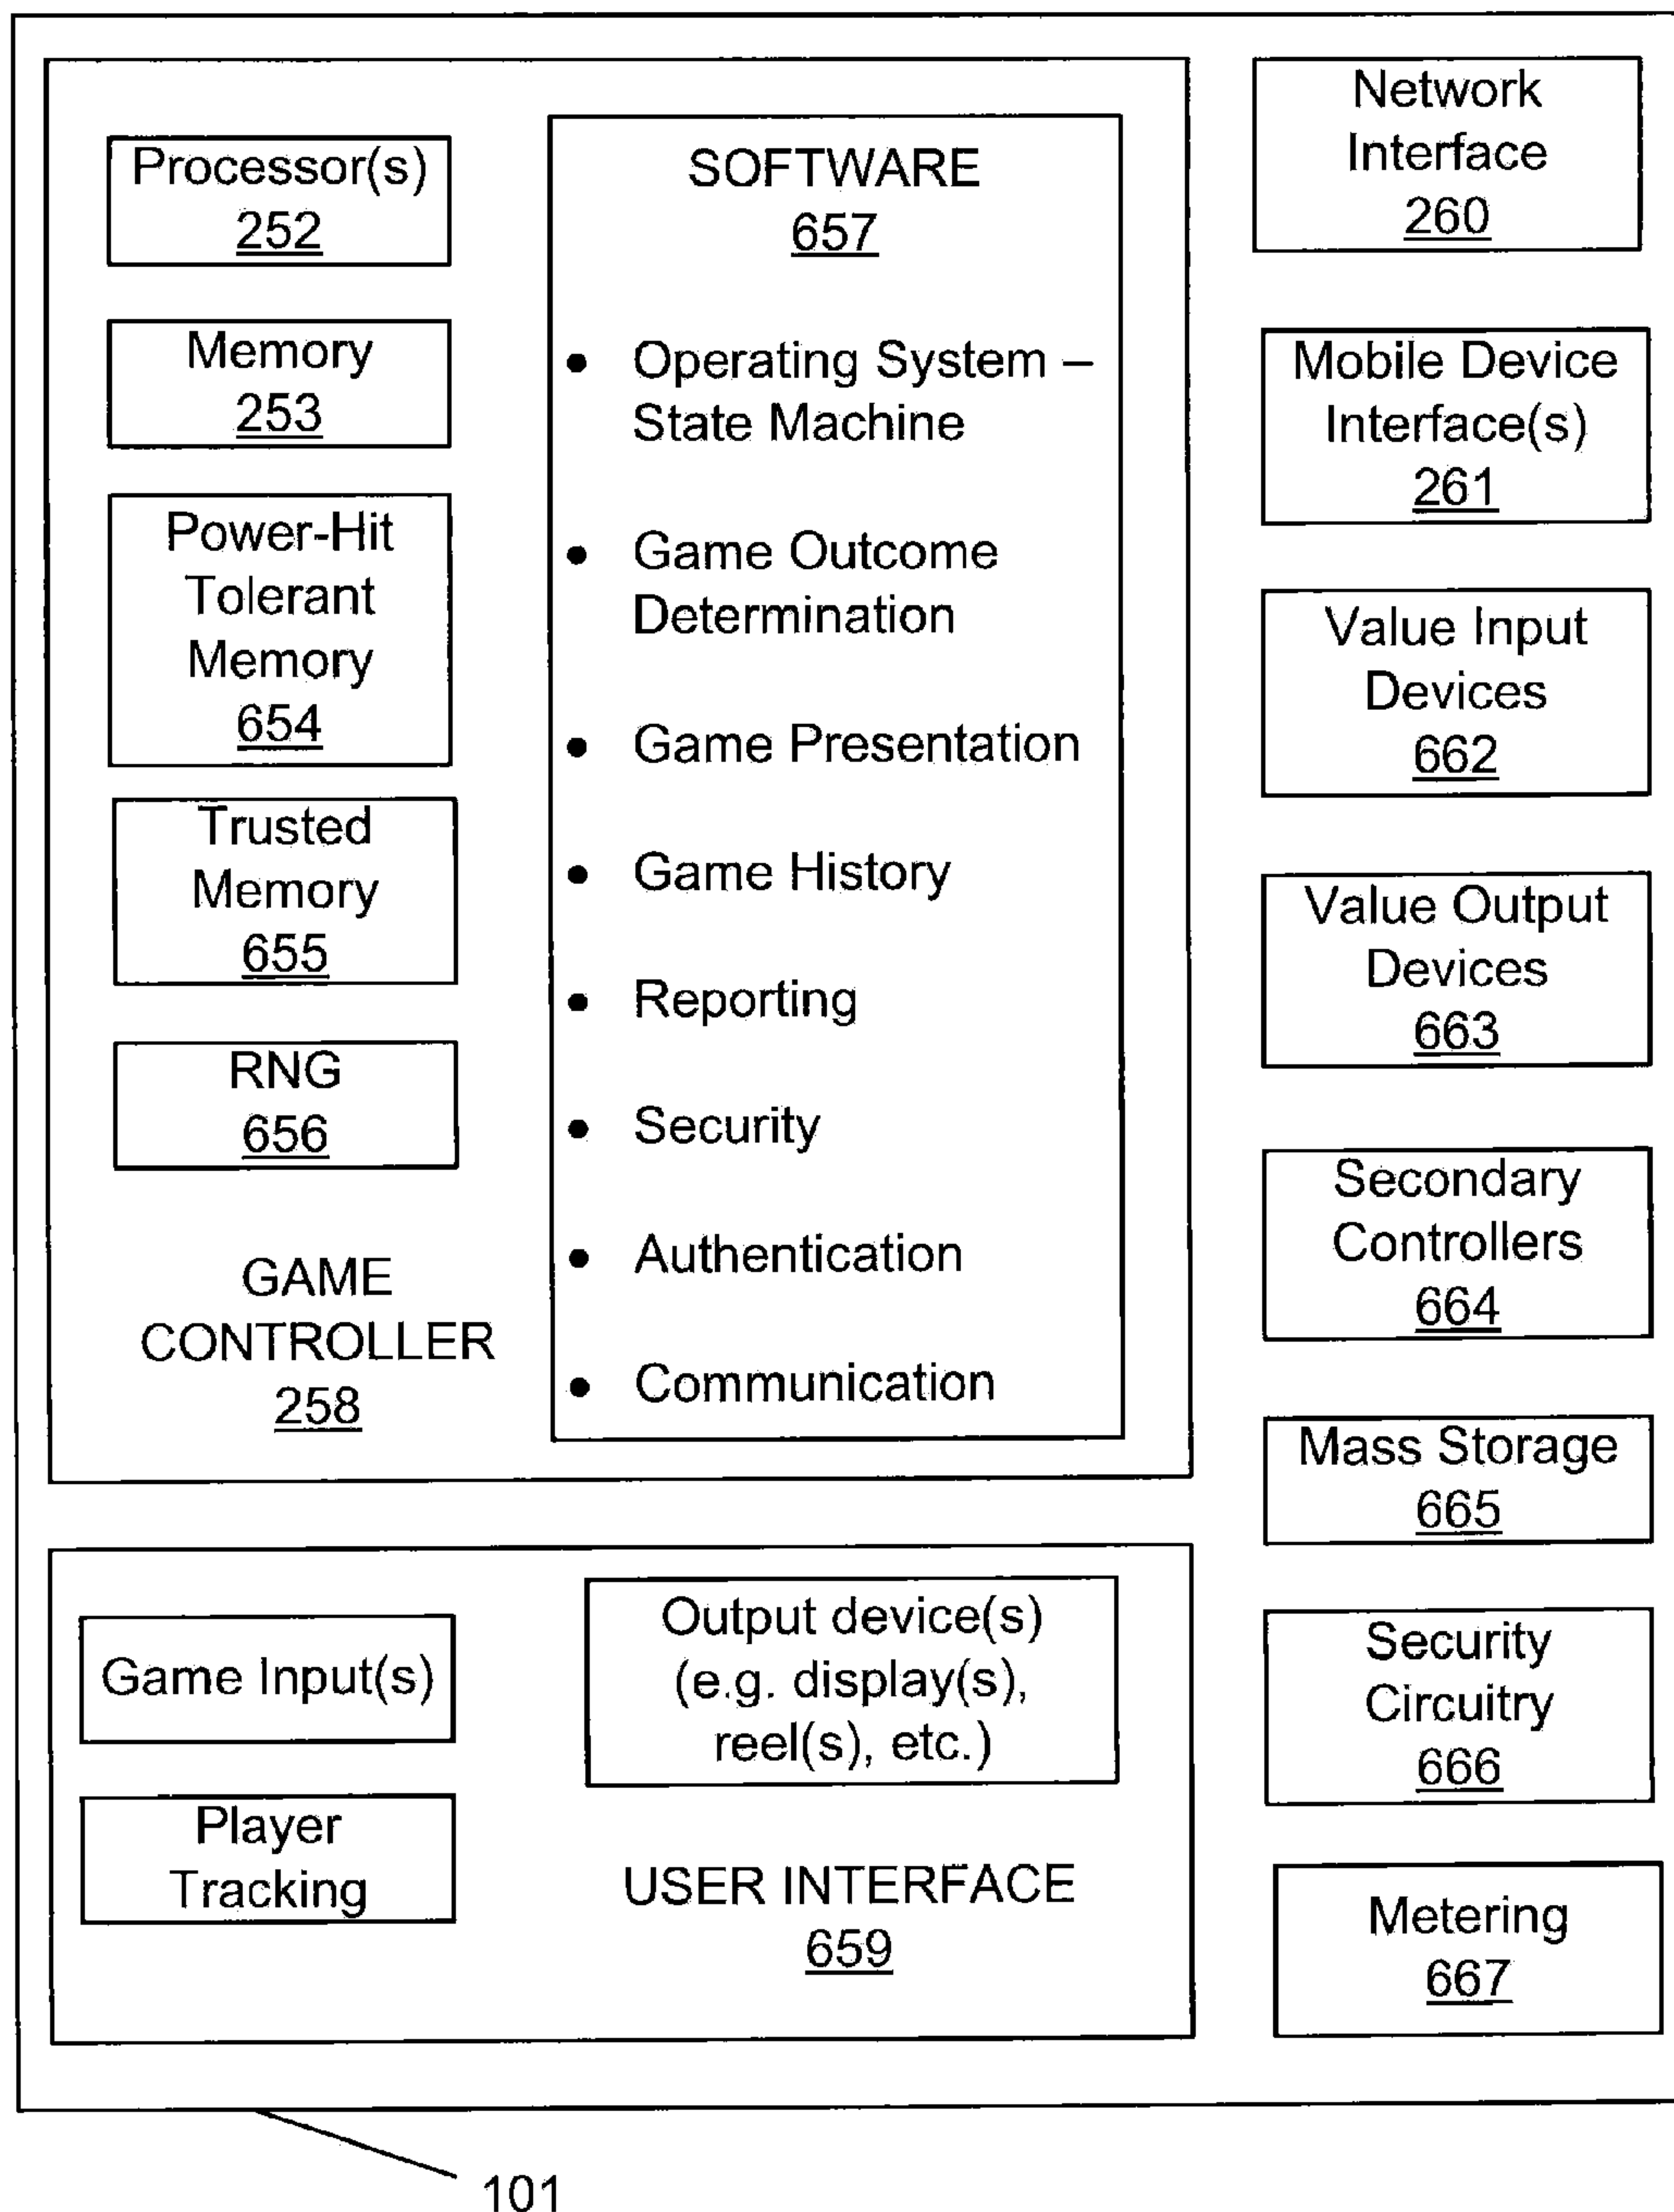 Processor(s)
252
Memory
253
Power-Hit
Tolerant
Memory
654
Trusted
Memory
655
RNG
656
GAME
CONTROLLER
258
SOFTWARE
657
• Operating System –
State Machine
• Game Outcome
Determination
• Game Presentation
• Game History
• Reporting
• Security
• Authentication
• Communication
Network
Interface
260
Mobile Device
Interface(s)
261
Value Input
Devices
662
Value Output
Devices
663
Secondary
Controllers
664
Mass Storage
665
Security
Circuitry
666
Metering
667
Game Input(s)
Player
Tracking
Output device(s)
(e.g. display(s),
reel(s), etc.)
USER INTERFACE
659
101